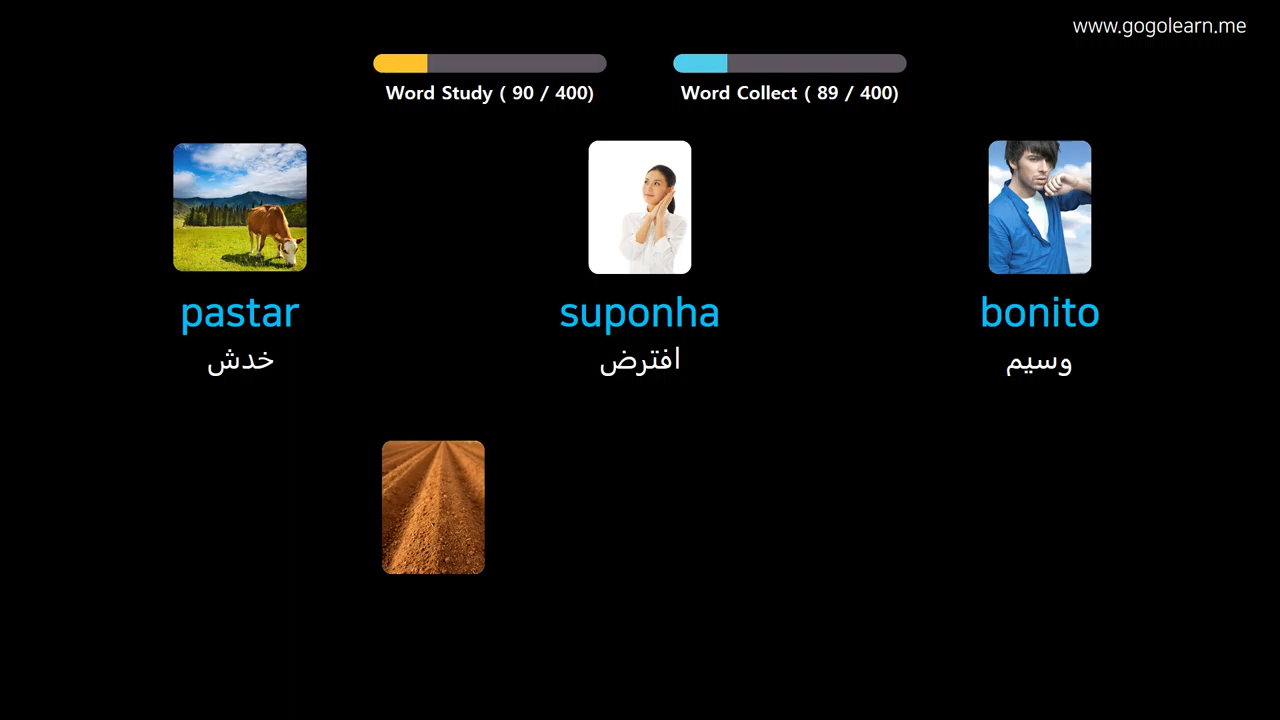 www.gogolearn.me
Word Study ( 90 / 400)
Word Collect ( 89 / 400)
pastar
خدش
suponha
افترض
bonito
وسيم